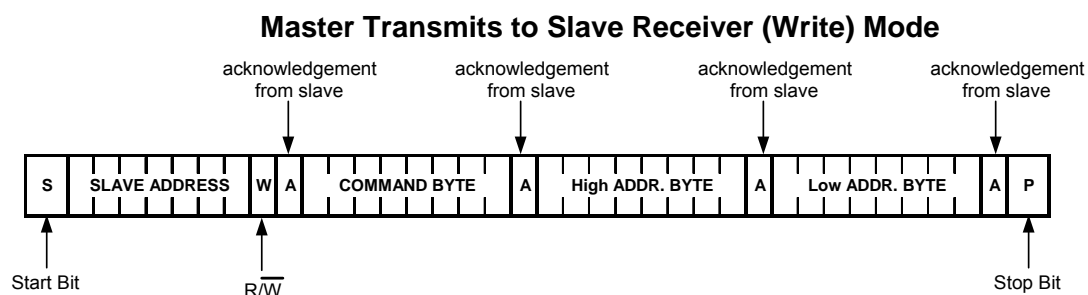 Master Transmits to Slave Receiver (Write) Mode
acknowledgement acknowledgement acknowledgement acknowledgement
from slave from slave from slave from slave
S SLAVE ADDRESS W A COMMAND BYTE A High ADDR. BYTE A Low ADDR. BYTE A P
Start Bit R/W̅ Stop Bit